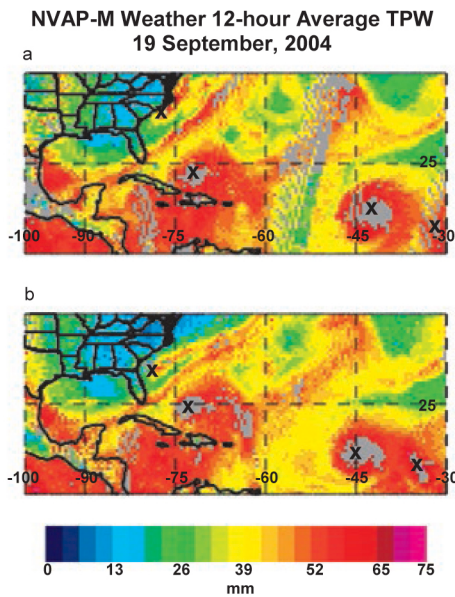 NVAP-M Weather 12-hour Average TPW
19 September, 2004
a
X
X
25
X
X
-100 -90 -75 -60 -45 -30
b
X
X
25
X
X
-100 -90 -75 -60 -45 -30
0 13 26 39 52 65 75
mm